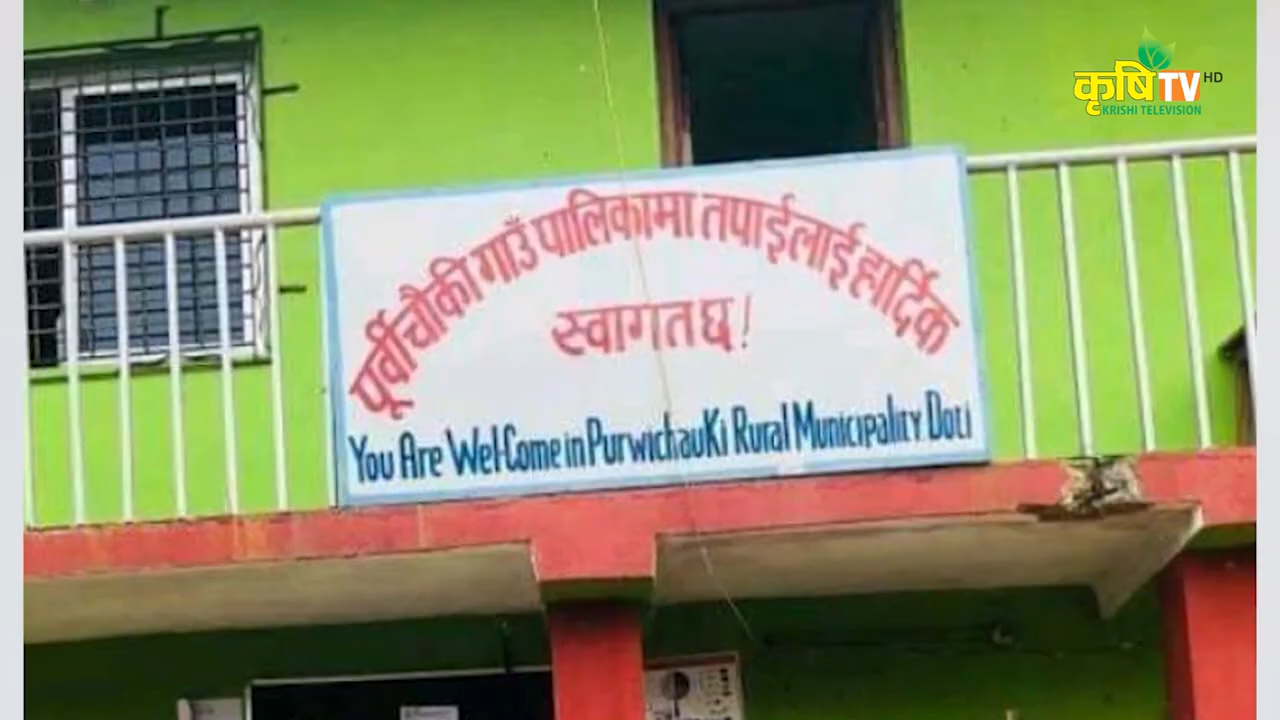 कृषि TV HD
KRISHI TELEVISION
पूर्वीचौकी गाउँ पालिकामा तपाईलाई हार्दिक
स्वागत छ!
You Are Wel-Come in PurwichauKi Rural Municipality Doti